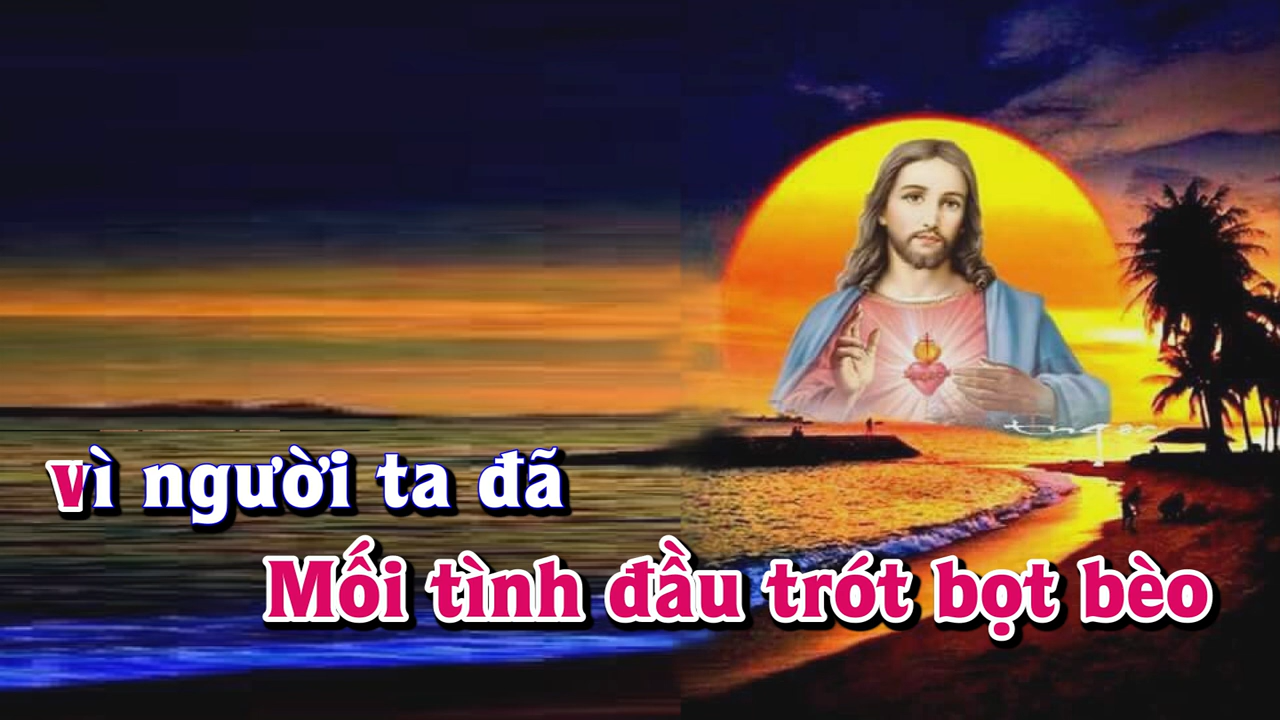 vì người ta đã
Mối tình đầu trót bọt bèo